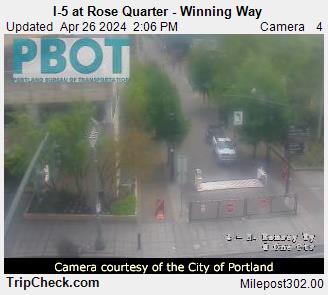 I-5 at Rose Quarter - Winning Way
Updated Apr 26 2024 2:06 PM Camera 4
PBOT
PORTLAND BUREAU OF TRANSPORTATION
Camera courtesy of the City of Portland
TripCheck.com Milepost302.00